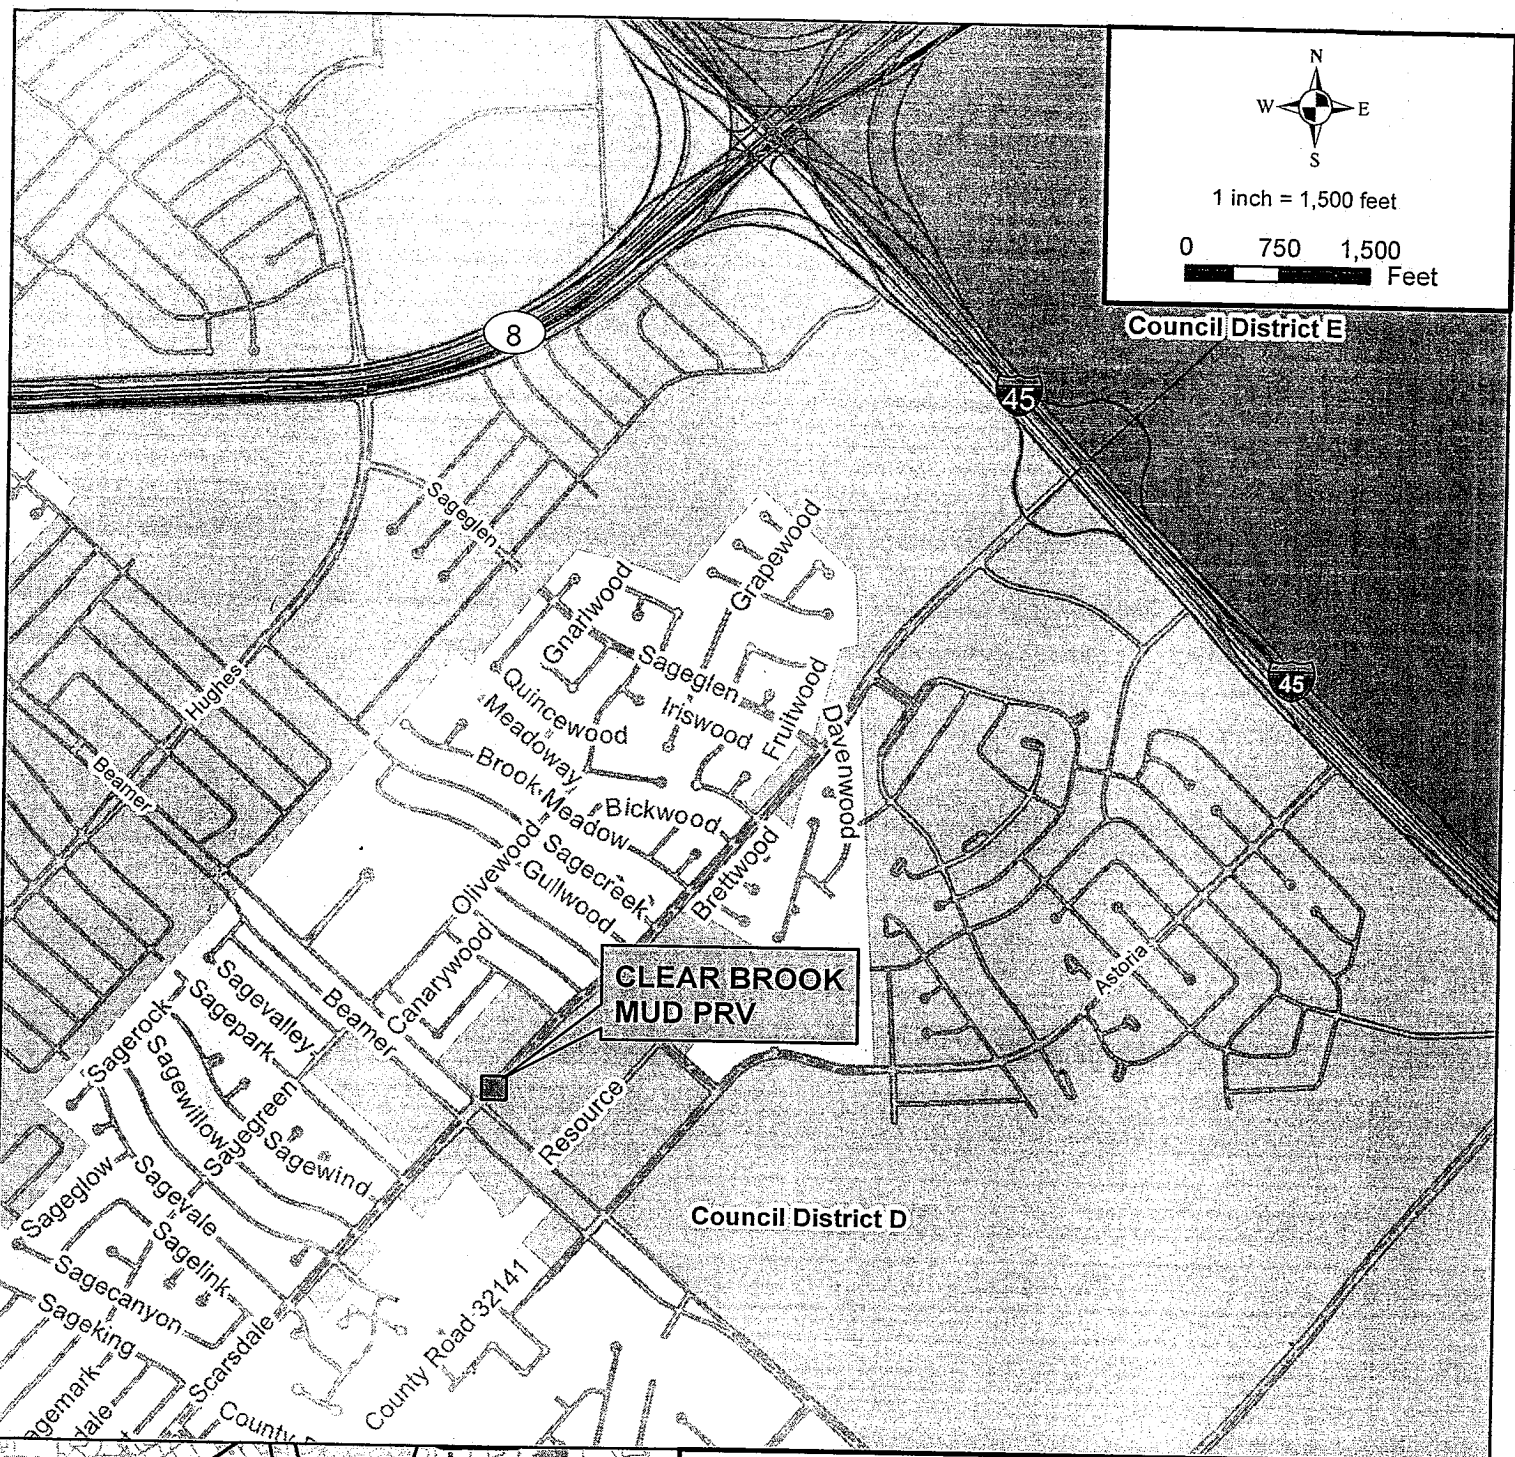 N
W E
S
1 inch = 1,500 feet
0 750 1,500
Feet
Council District E
8
45
45
Sageglen
Grapewood
Gnarlwood
Sageglen
Quincewood
Iriswood
Fruitwood
Davenwood
Meadoway
Brook Meadow
Bickwood
Hughes
Beamer
Olivewood
Sagecreek
Gullwood
Brettwood
Canarywood
CLEAR BROOK
MUD PRV
Astoria
Sagevalley
Sagepark
Beamer
Sagerock
Sagewillow
Sagegreen
Sagewind
Resource
Sageglow
Sagevale
Sagelink
Council District D
Sagecanyon
Sageking
Scarsdale
County Road 32141
agemark
dale
County